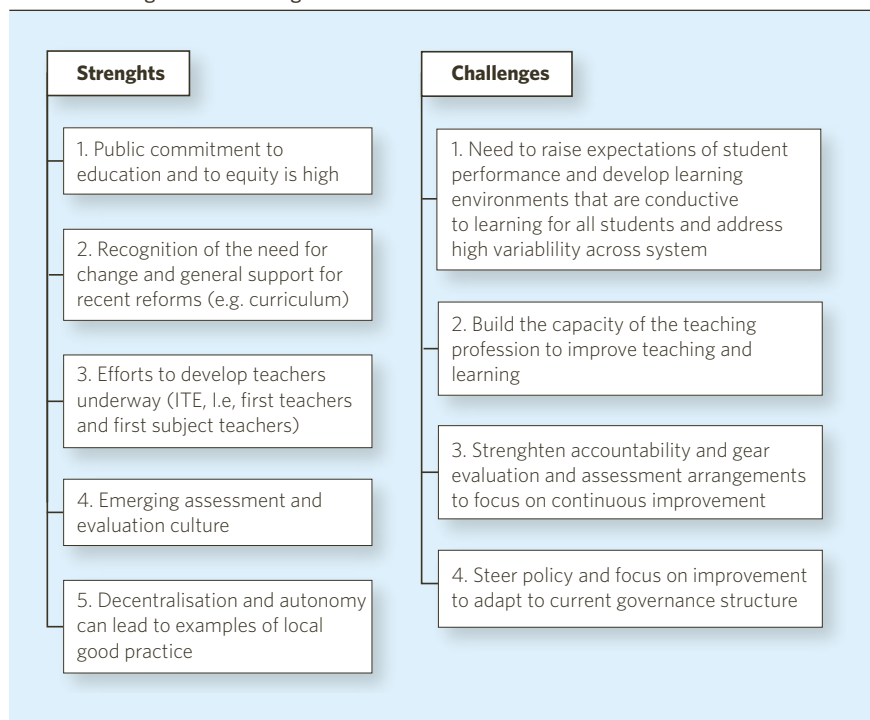 Strenghts
1. Public commitment to
education and to equity is high
2. Recognition of the need for
change and general support for
recent reforms (e.g. curriculum)
3. Efforts to develop teachers
underway (ITE, I.e, first teachers
and first subject teachers)
4. Emerging assessment and
evaluation culture
5. Decentralisation and autonomy
can lead to examples of local
good practice
Challenges
1. Need to raise expectations of student
performance and develop learning
environments that are conductive
to learning for all students and address
high variablility across system
2. Build the capacity of the teaching
profession to improve teaching and
learning
3. Strenghten accountability and gear
evaluation and assessment arrangements
to focus on continuous improvement
4. Steer policy and focus on improvement
to adapt to current governance structure